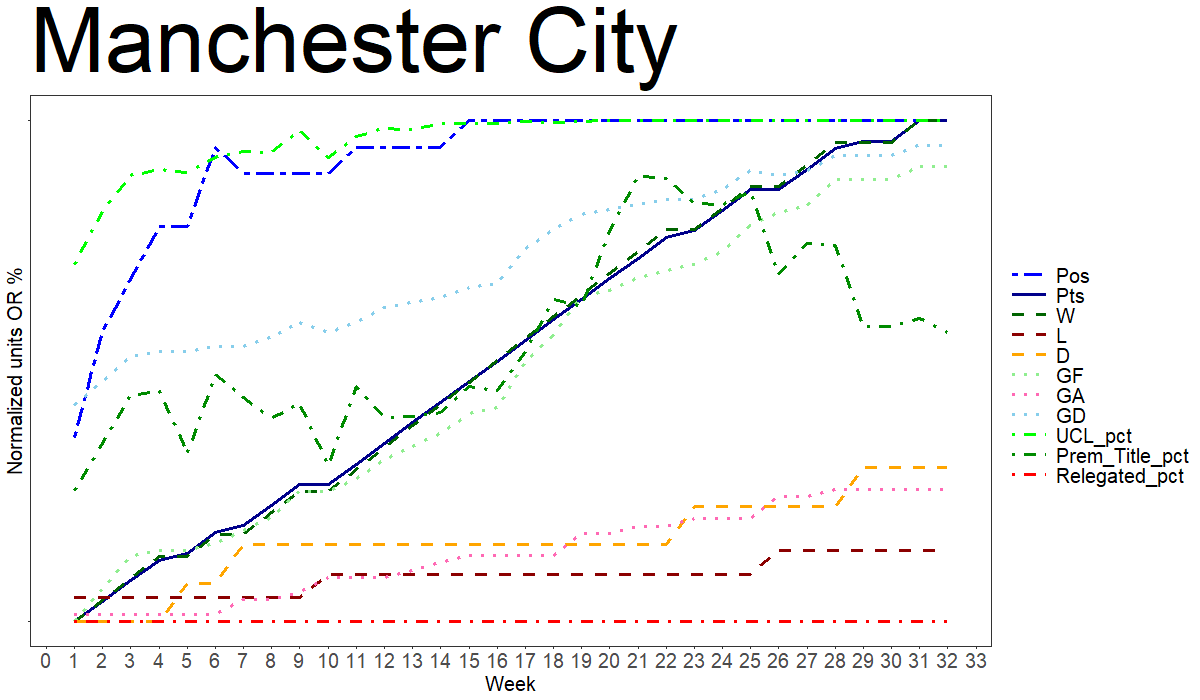 Manchester City
Normalized units OR %
Pos
Pts
W
L
D
GF
GA
GD
UCL_pct
Prem_Title_pct
Relegated_pct
0 1 2 3 4 5 6 7 8 9 10 11 12 13 14 15 16 17 18 19 20 21 22 23 24 25 26 27 28 29 30 31 32 33
Week